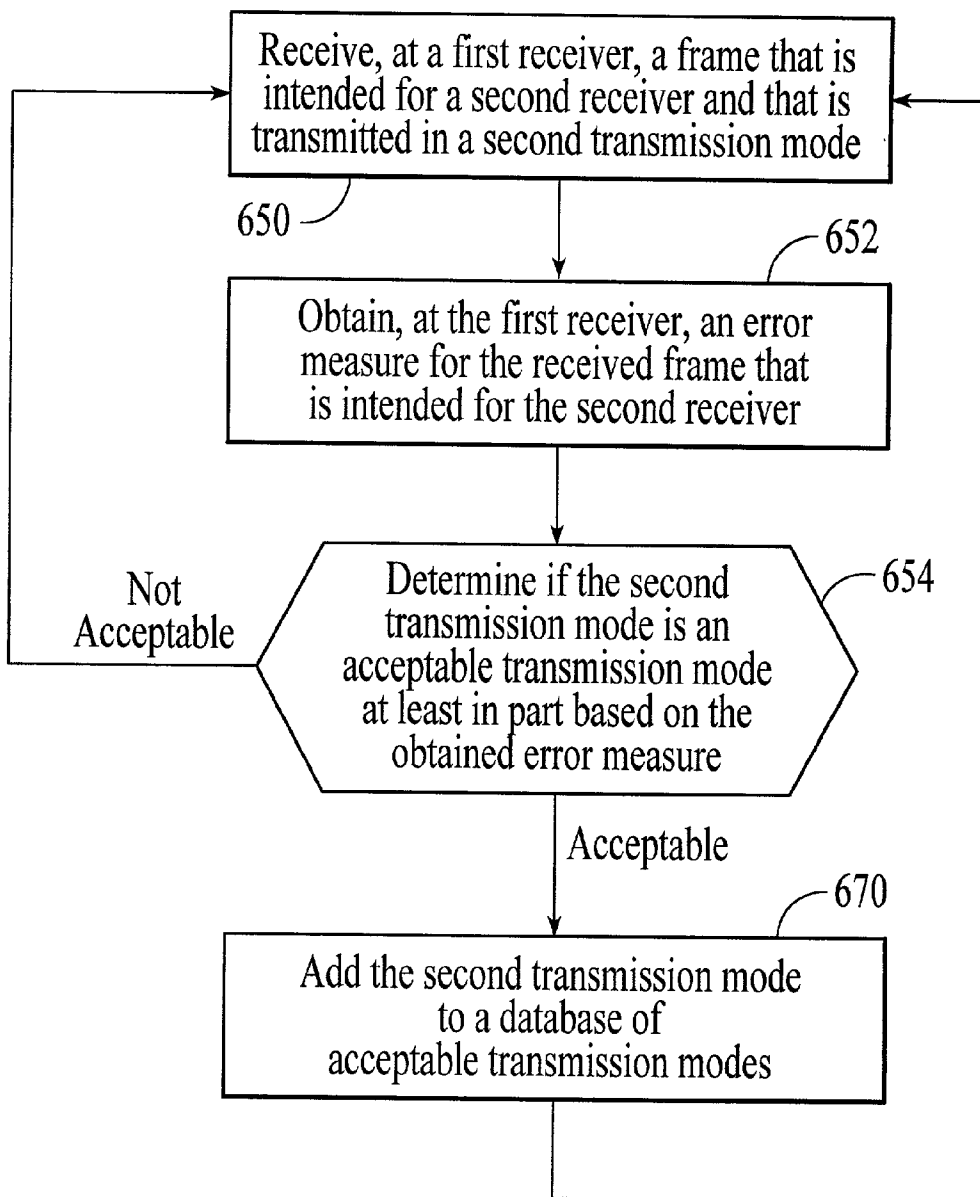 Receive, at a first receiver, a frame that is
intended for a second receiver and that is
transmitted in a second transmission mode
650
652
Obtain, at the first receiver, an error
measure for the received frame that
is intended for the second receiver
654
Not
Acceptable
Determine if the second
transmission mode is an
acceptable transmission mode
at least in part based on the
obtained error measure
Acceptable
670
Add the second transmission mode
to a database of
acceptable transmission modes